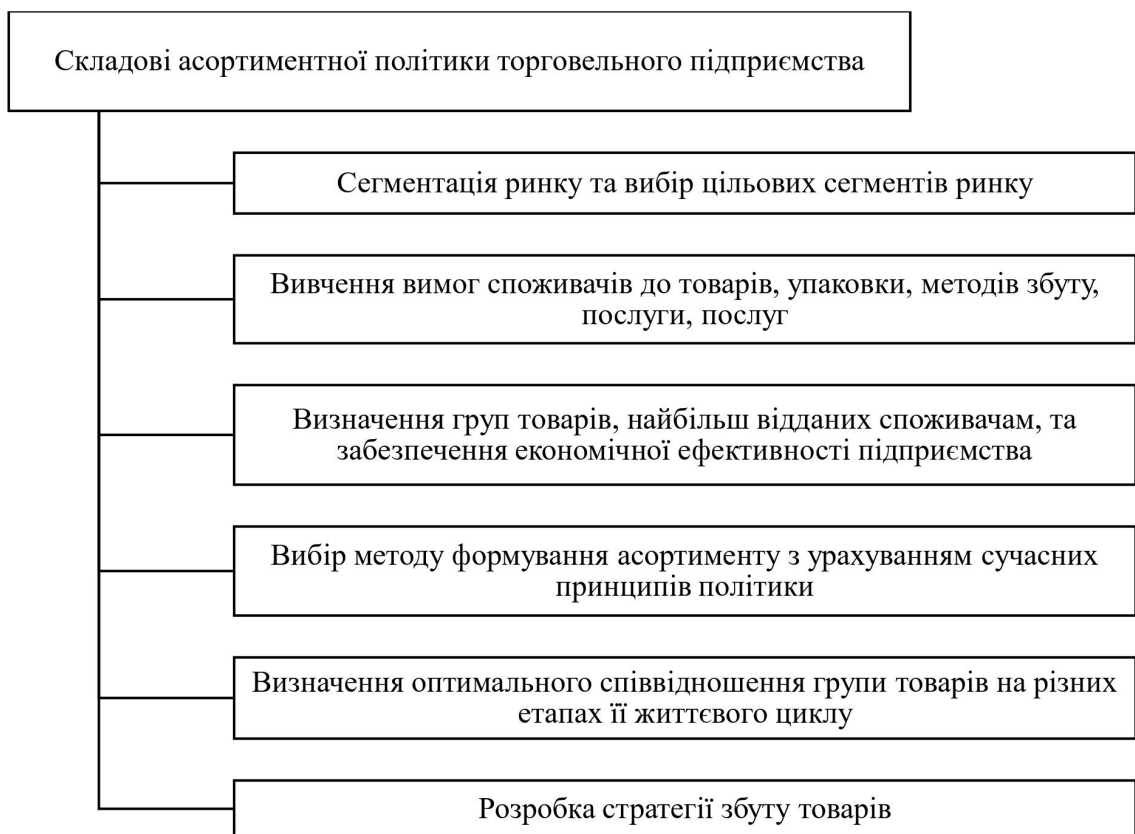 Складові асортиментної політики торговельного підприємства
Сегментація ринку та вибір цільових сегментів ринку
Вивчення вимог споживачів до товарів, упаковки, методів збуту,
послуги, послуг
Визначення груп товарів, найбільш відданих споживачам, та
забезпечення економічної ефективності підприємства
Вибір методу формування асортименту з урахуванням сучасних
принципів політики
Визначення оптимального співвідношення групи товарів на різних
етапах її життєвого циклу
Розробка стратегії збуту товарів